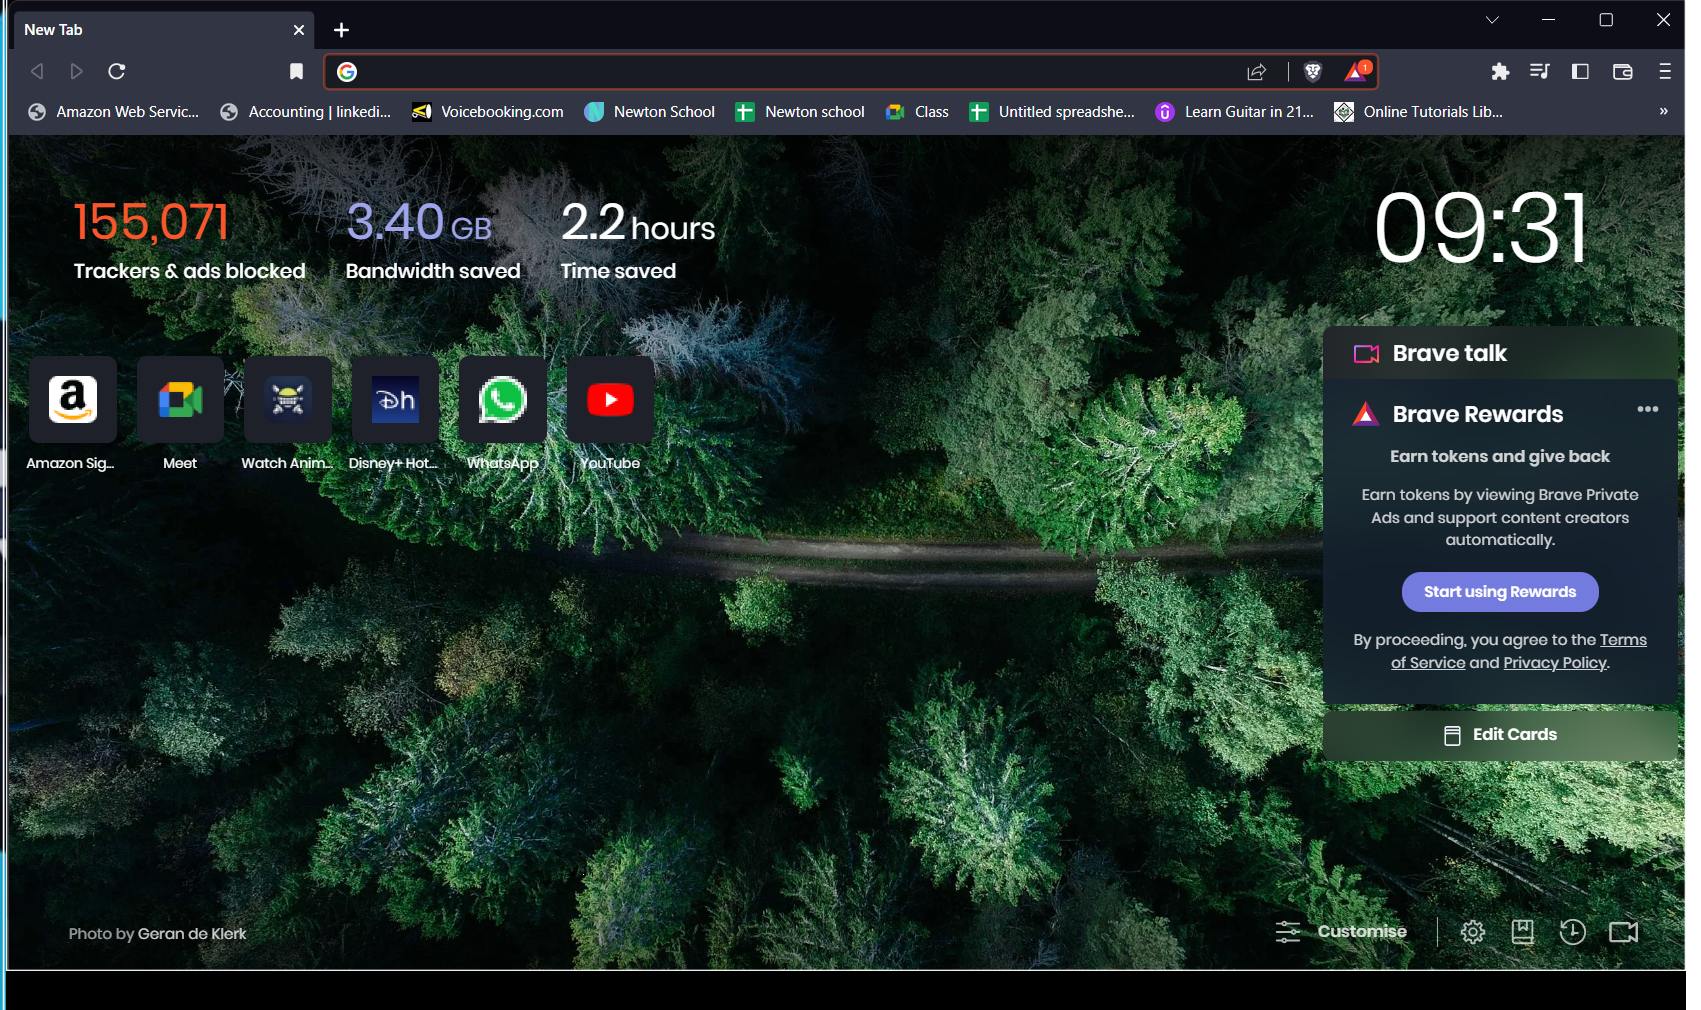 New Tab
1
Amazon Web Servic...
Accounting | linkedi...
Voicebooking.com
Newton School
Newton school
Class
Untitled spreadshe...
Learn Guitar in 21...
Online Tutorials Lib...
»
155,071
Trackers & ads blocked
3.40 GB
Bandwidth saved
2.2 hours
Time saved
09:31
Amazon Sig...
Meet
Watch Anim...
Disney+ Hot...
WhatsApp
YouTube
Brave talk
Brave Rewards
Earn tokens and give back
Earn tokens by viewing Brave Private
Ads and support content creators
automatically.
Start using Rewards
By proceeding, you agree to the Terms
of Service and Privacy Policy.
Edit Cards
Photo by Geran de Klerk
Customise